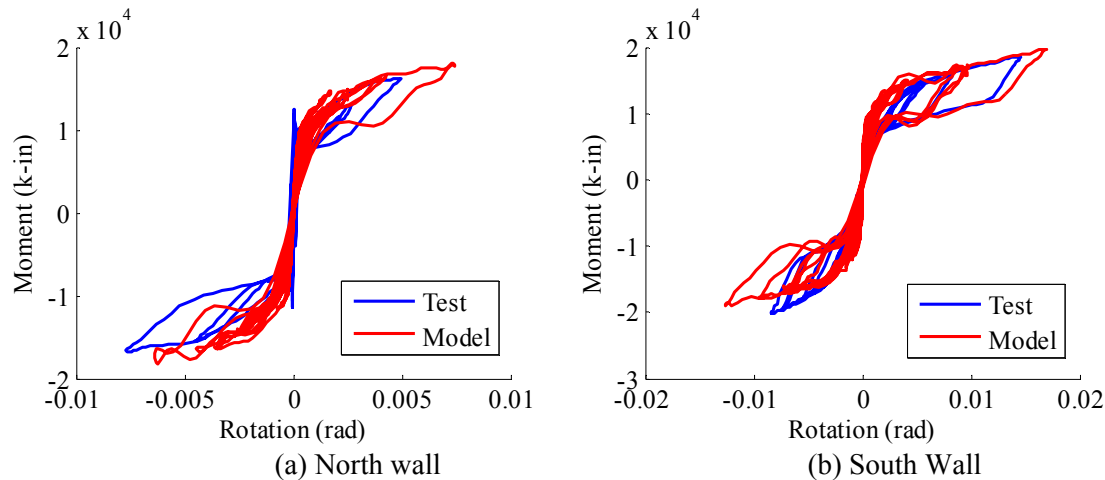 x 10^4
2
1
0
-1
-2
Moment (k-in)
-0.01
-0.005
0
0.005
0.01
Rotation (rad)
Test
Model
(a) North wall
x 10^4
2
1
0
-1
-2
-3
Moment (k-in)
-0.02
-0.01
0
0.01
0.02
Rotation (rad)
Test
Model
(b) South Wall